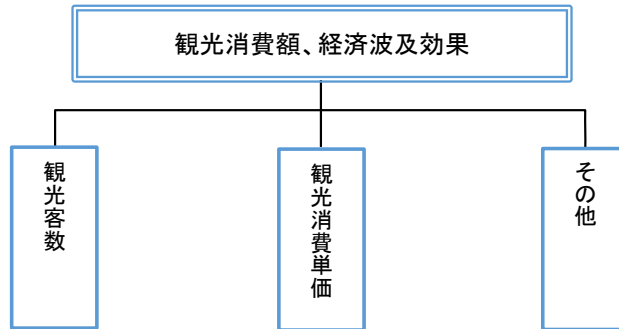 観光消費額、経済波及効果
観光客数
観光消費単価
その他